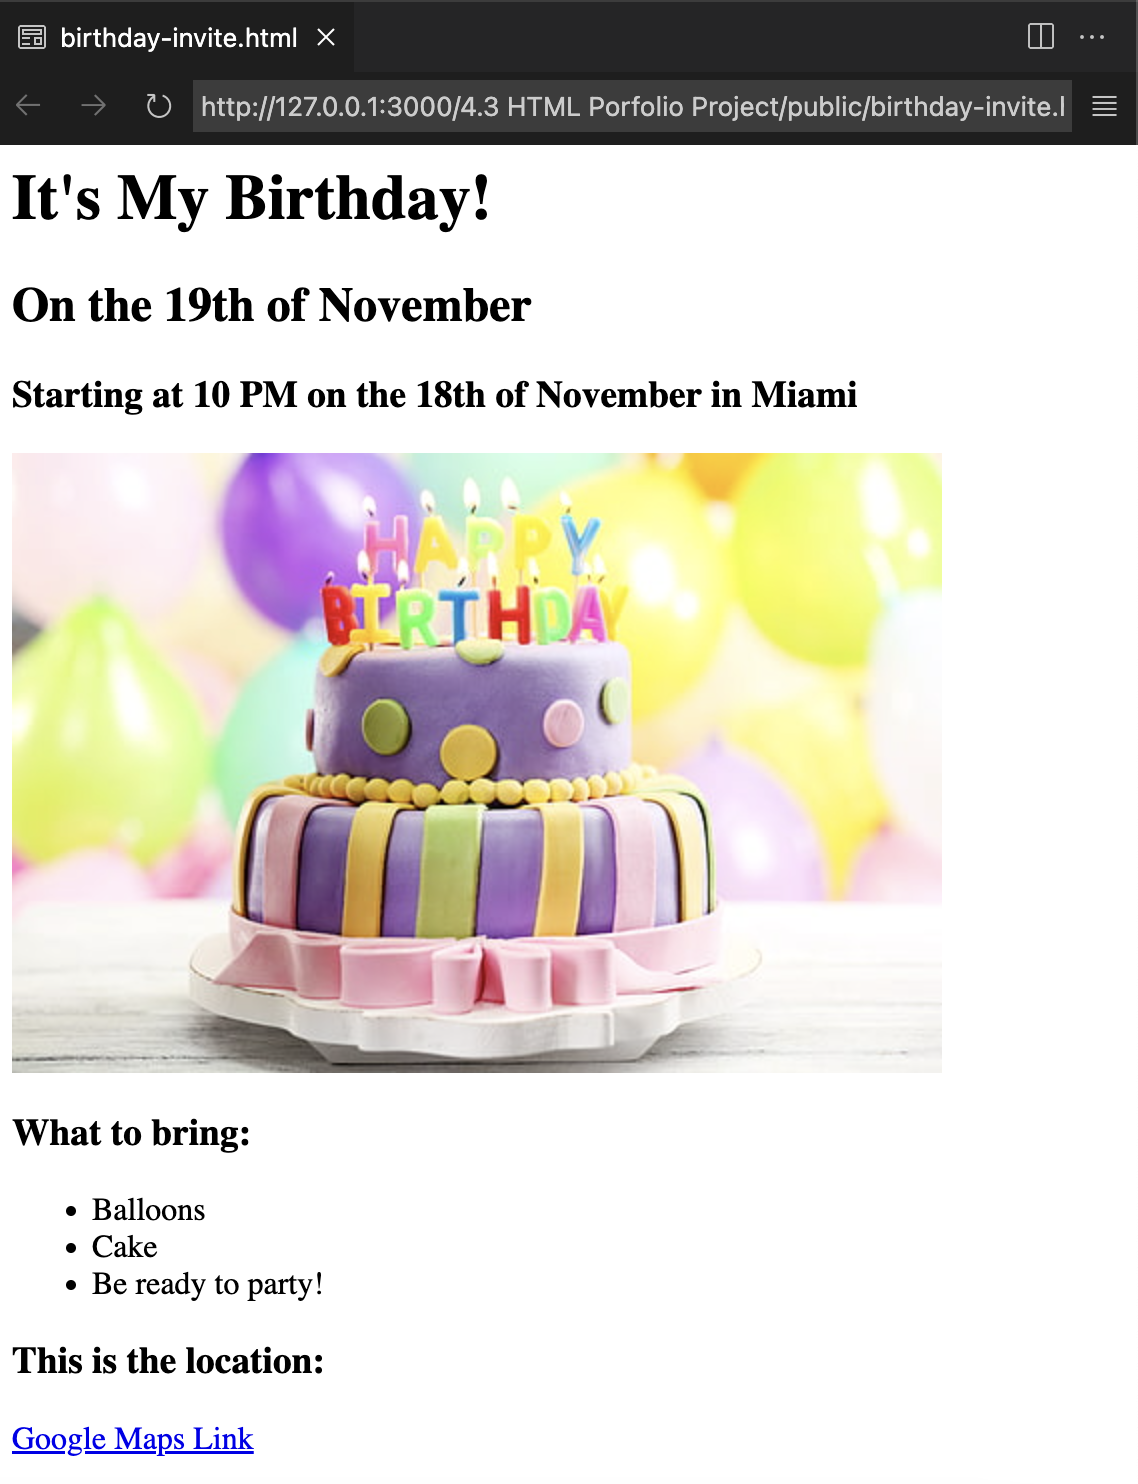 birthday-invite.html
http://127.0.0.1:3000/4.3 HTML Porfolio Project/public/birthday-invite.l
It's My Birthday!
On the 19th of November
Starting at 10 PM on the 18th of November in Miami
HAPPY
BIRTHDAY
What to bring:
Balloons
Cake
Be ready to party!
This is the location:
Google Maps Link